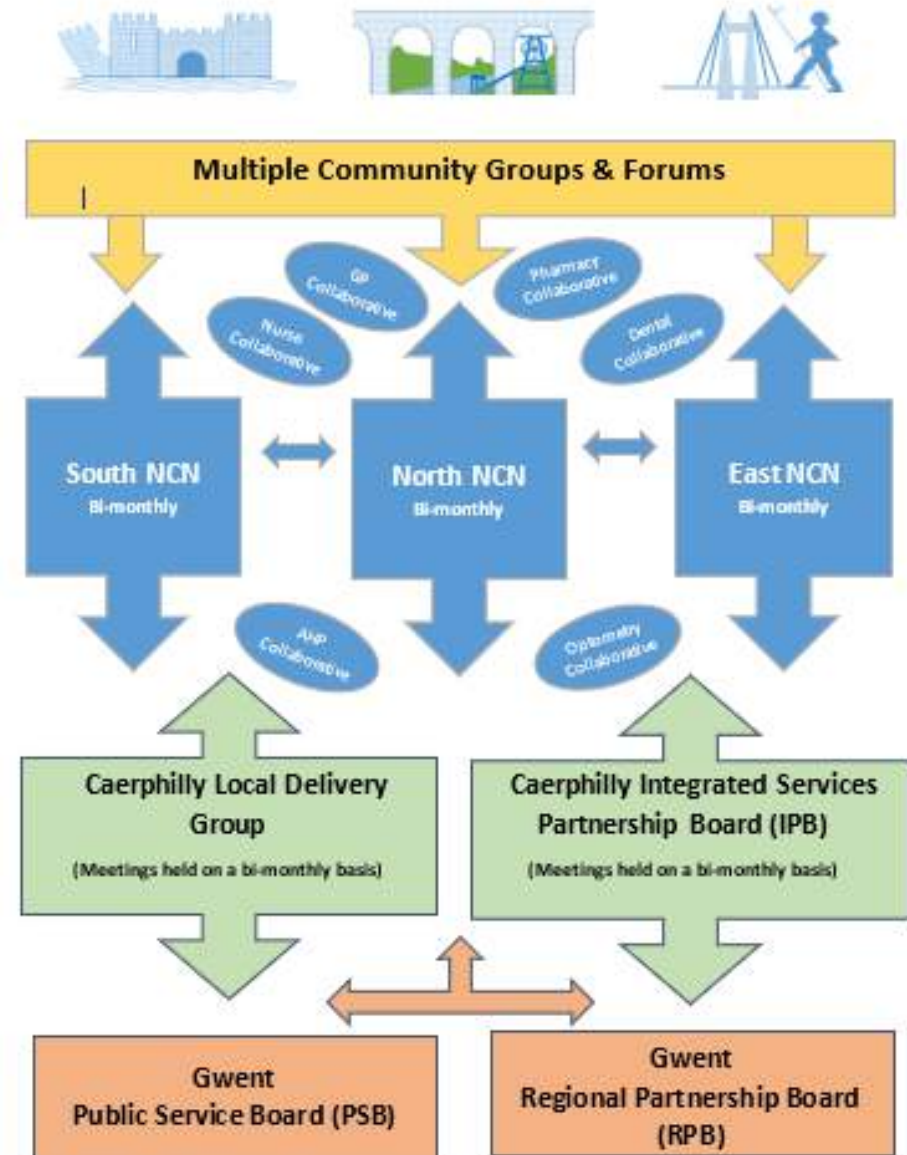 Multiple Community Groups & Forums
GP
Collaborative
Pharmacy
Collaborative
Nurse
Collaborative
Dental
Collaborative
South NCN
Bi-monthly
North NCN
Bi-monthly
East NCN
Bi-monthly
AHP
Collaborative
Optometry
Collaborative
Caerphilly Local Delivery
Group
(Meetings held on a bi-monthly basis)
Caerphilly Integrated Services
Partnership Board (IPB)
(Meetings held on a bi-monthly basis)
Gwent
Public Service Board (PSB)
Gwent
Regional Partnership Board
(RPB)